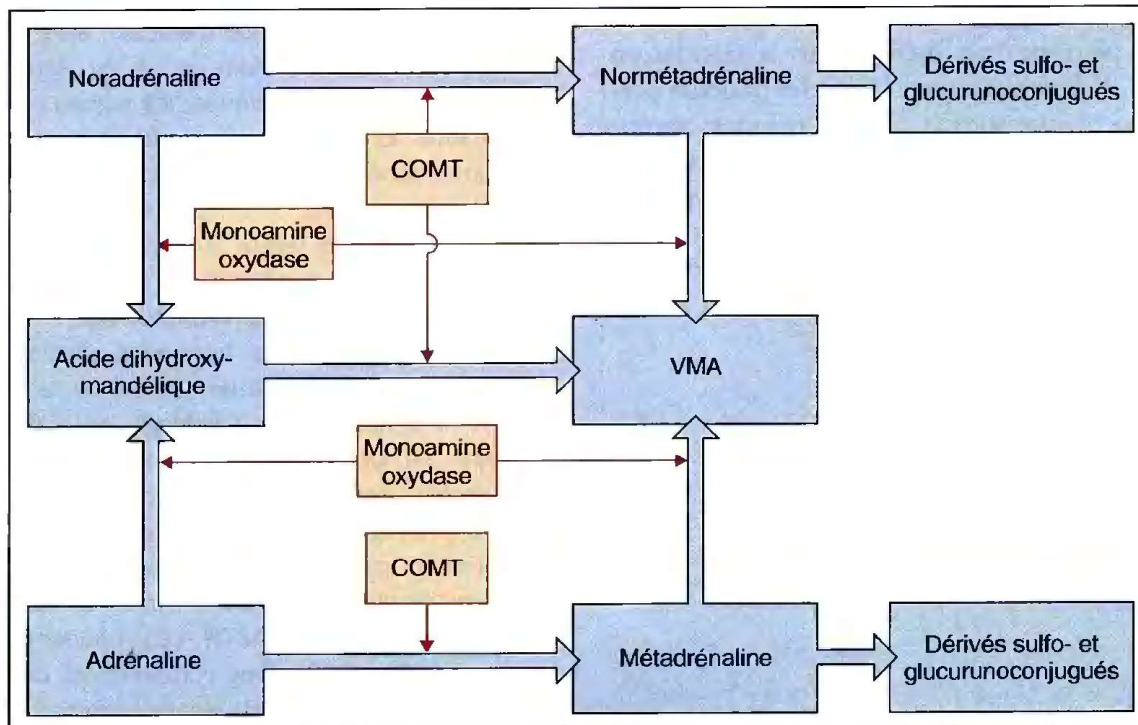 Noradrénaline
Normétadrénaline
Dérivés sulfo- et
glucurunoconjugués
COMT
Monoamine
oxydase
Acide dihydroxy-
mandélique
VMA
Monoamine
oxydase
COMT
Adrénaline
Métadrénaline
Dérivés sulfo- et
glucurunoconjugués